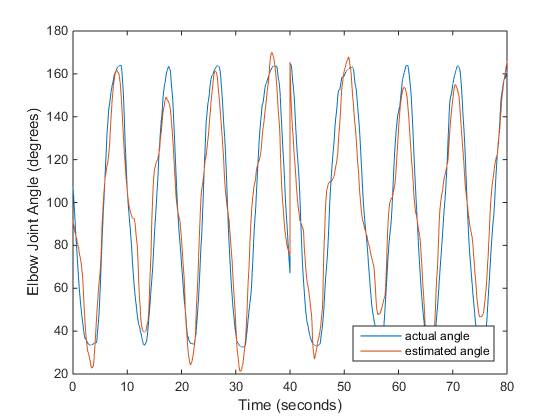 180
160
140
120
100
80
60
40
20
Elbow Joint Angle (degrees)
0 10 20 30 40 50 60 70 80
Time (seconds)
actual angle
estimated angle